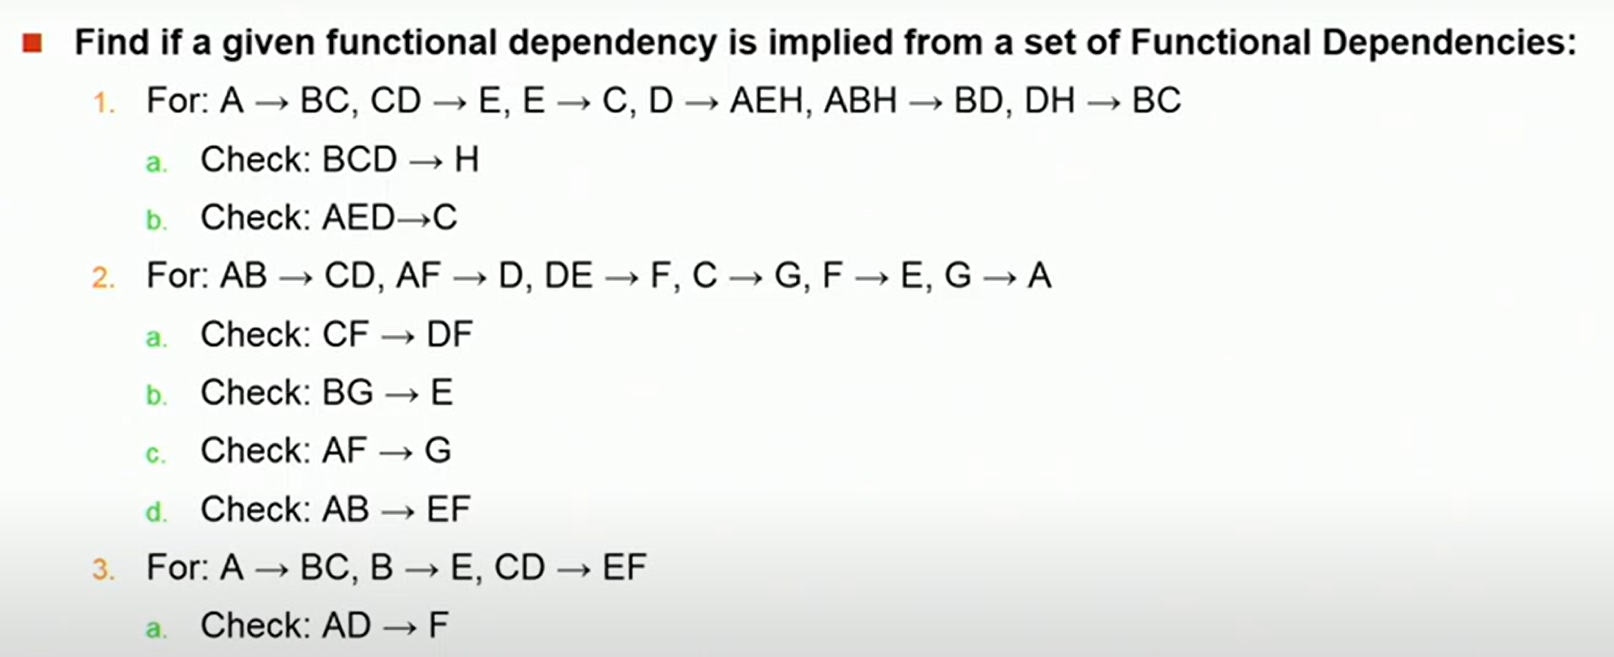 Find if a given functional dependency is implied from a set of Functional Dependencies:
1. For: A → BC, CD → E, E → C, D → AEH, ABH → BD, DH → BC
a. Check: BCD → H
b. Check: AED→C
2. For: AB → CD, AF → D, DE → F, C → G, F → E, G → A
a. Check: CF → DF
b. Check: BG → E
c. Check: AF → G
d. Check: AB → EF
3. For: A → BC, B → E, CD → EF
a. Check: AD → F